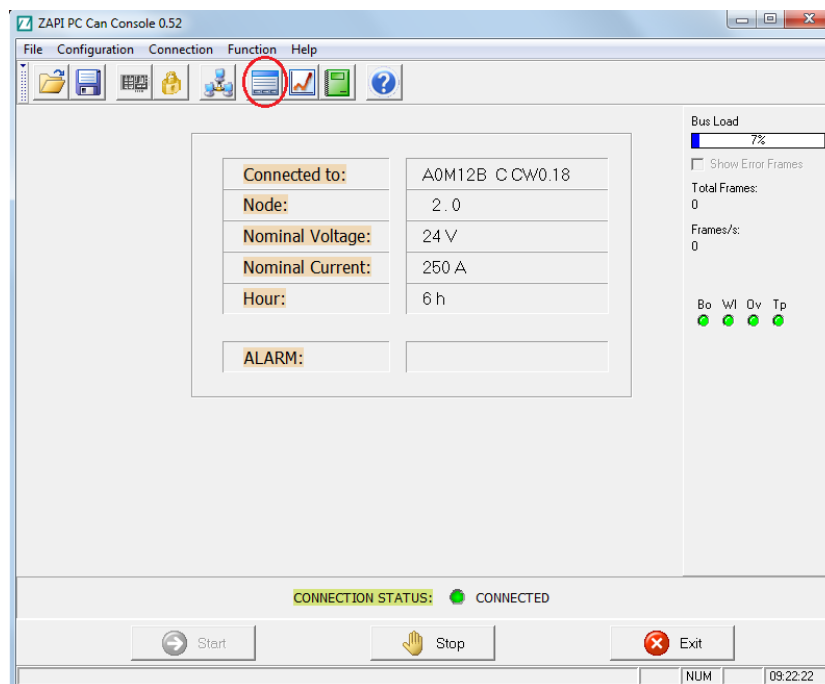 ZAPI PC Can Console 0.52
File Configuration Connection Function Help
Bus Load
7%
Show Error Frames
Total Frames:
0
Frames/s:
0
Bo Wl Ov Tp
Connected to: A0M12B C CW0.18
Node: 2.0
Nominal Voltage: 24 V
Nominal Current: 250 A
Hour: 6 h
ALARM:
CONNECTION STATUS: CONNECTED
Start Stop Exit
NUM 09:22:22